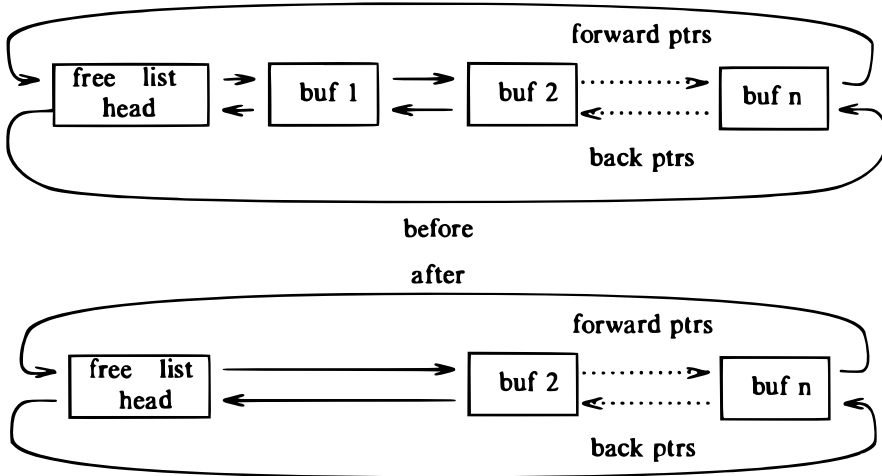 forward ptrs
free list
head
buf 1
buf 2
buf n
back ptrs
before
after
forward ptrs
free list
head
buf 2
buf n
back ptrs